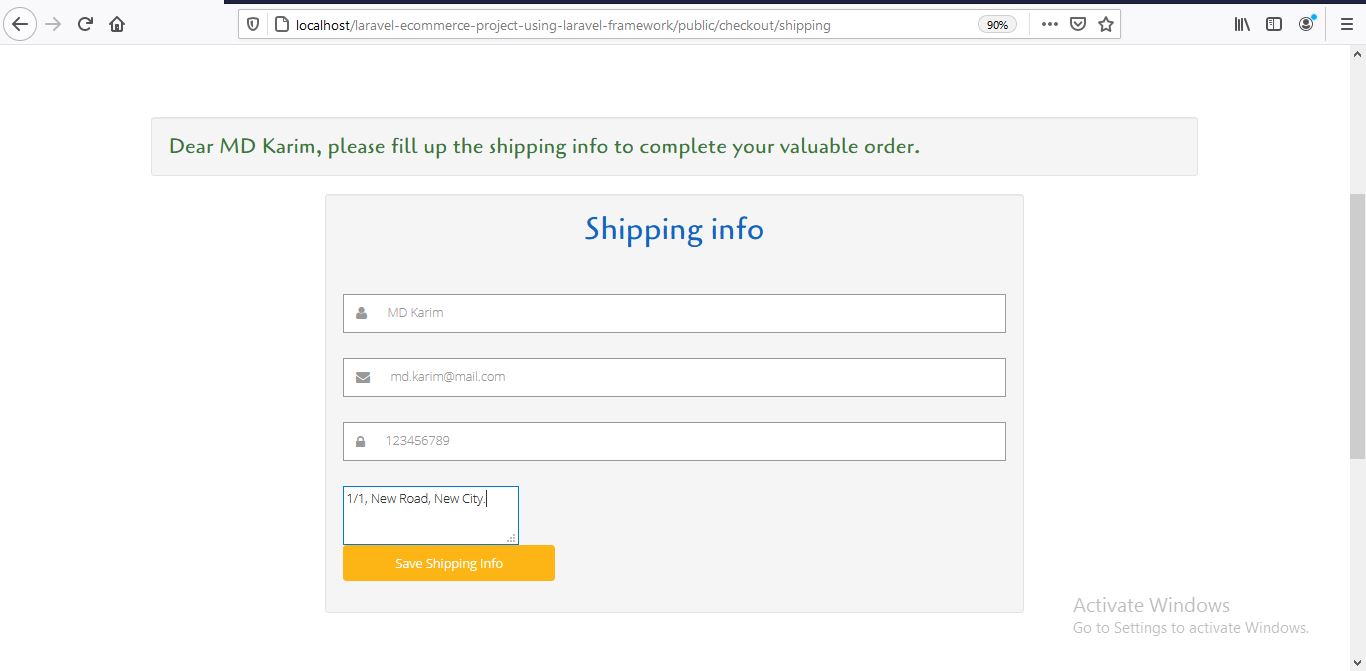 localhost/laravel-ecommerce-project-using-laravel-framework/public/checkout/shipping
90%
Dear MD Karim, please fill up the shipping info to complete your valuable order.
Shipping info
MD Karim
md.karim@mail.com
123456789
1/1, New Road, New City.
Save Shipping Info
Activate Windows
Go to Settings to activate Windows.